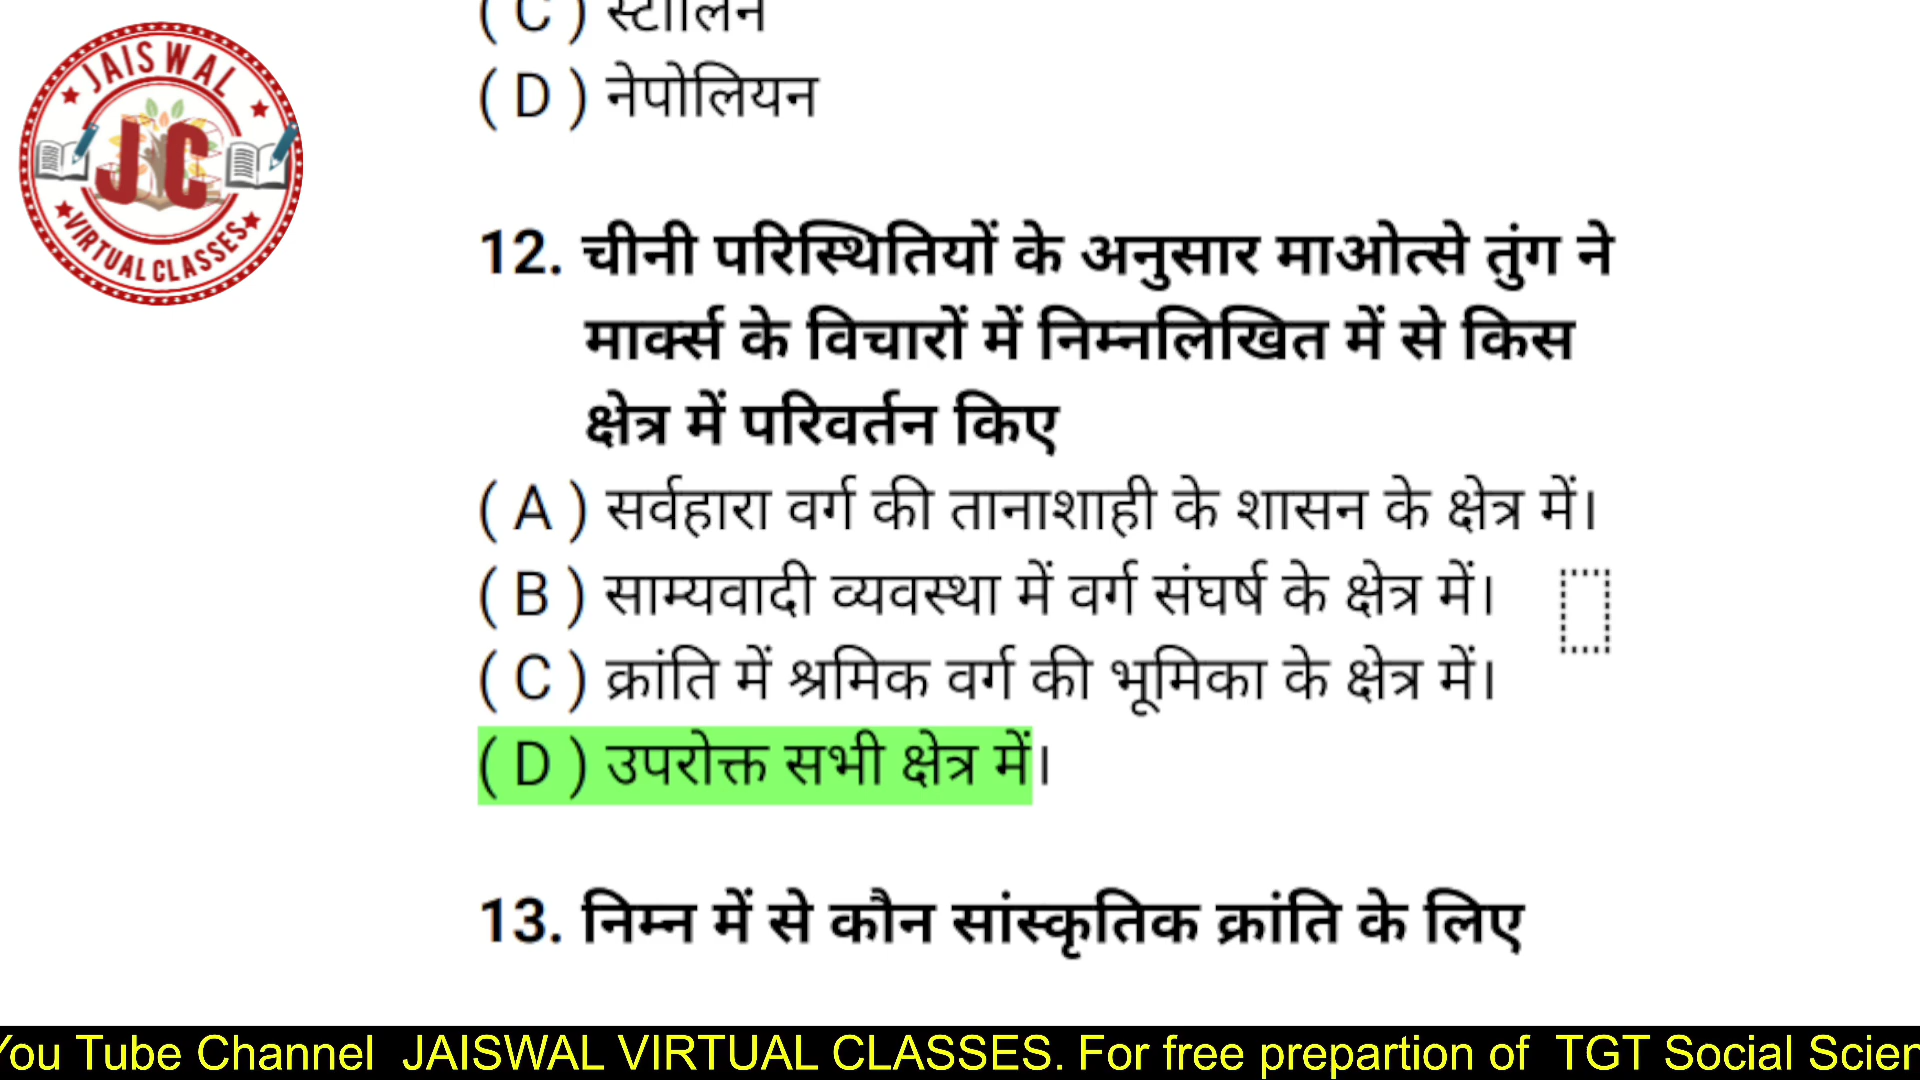 ( C ) स्टालिन
( D ) नेपोलियन
JAISWAL
JC
VIRTUAL CLASSES
12. चीनी परिस्थितियों के अनुसार माओत्से तुंग ने
मार्क्स के विचारों में निम्नलिखित में से किस
क्षेत्र में परिवर्तन किए
( A ) सर्वहारा वर्ग की तानाशाही के शासन के क्षेत्र में।
( B ) साम्यवादी व्यवस्था में वर्ग संघर्ष के क्षेत्र में।
( C ) क्रांति में श्रमिक वर्ग की भूमिका के क्षेत्र में।
( D ) उपरोक्त सभी क्षेत्र में।
13. निम्न में से कौन सांस्कृतिक क्रांति के लिए
You Tube Channel JAISWAL VIRTUAL CLASSES. For free prepartion of TGT Social Scien